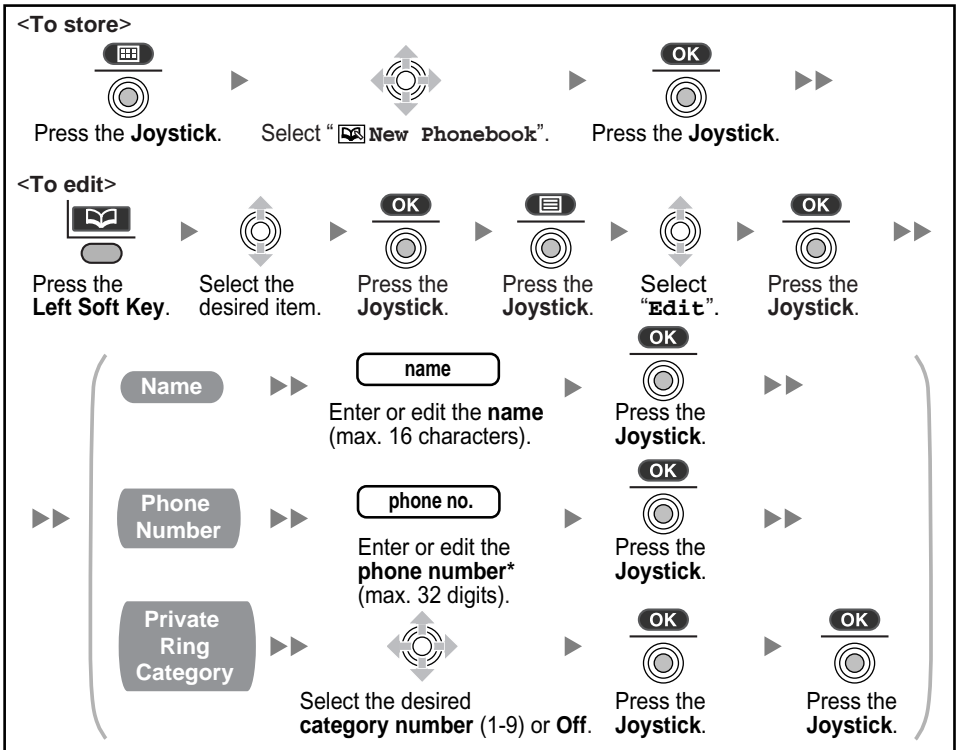 <To store>
OK
Press the Joystick. Select “ New Phonebook”. Press the Joystick.
<To edit>
OK OK
Press the Select the Press the Press the Select Press the
Left Soft Key. desired item. Joystick. Joystick. “Edit”. Joystick.
Name name OK
Enter or edit the name Press the
(max. 16 characters). Joystick.
Phone phone no. OK
Number
Enter or edit the Press the
phone number* Joystick.
(max. 32 digits).
Private OK OK
Ring
Category
Select the desired Press the Press the
category number (1-9) or Off. Joystick. Joystick.